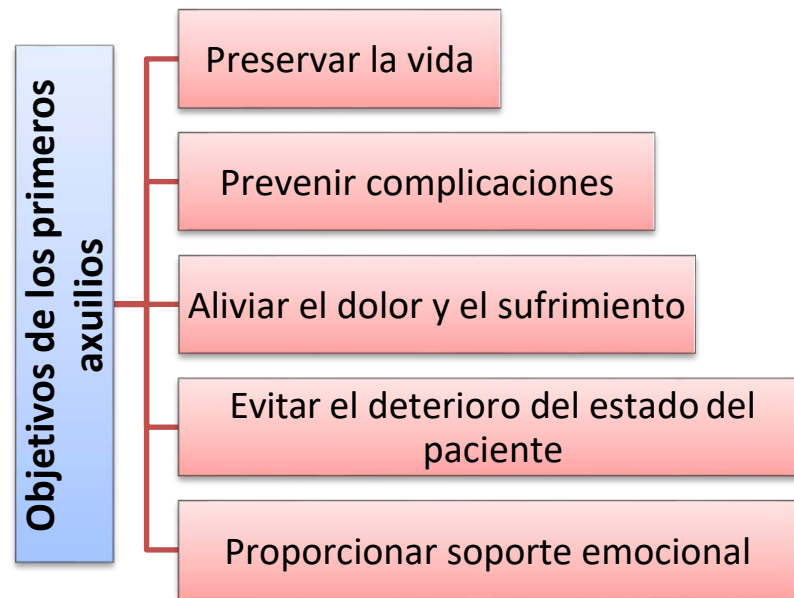 Objetivos de los primeros
axuilios
Preservar la vida
Prevenir complicaciones
Aliviar el dolor y el sufrimiento
Evitar el deterioro del estado del
paciente
Proporcionar soporte emocional